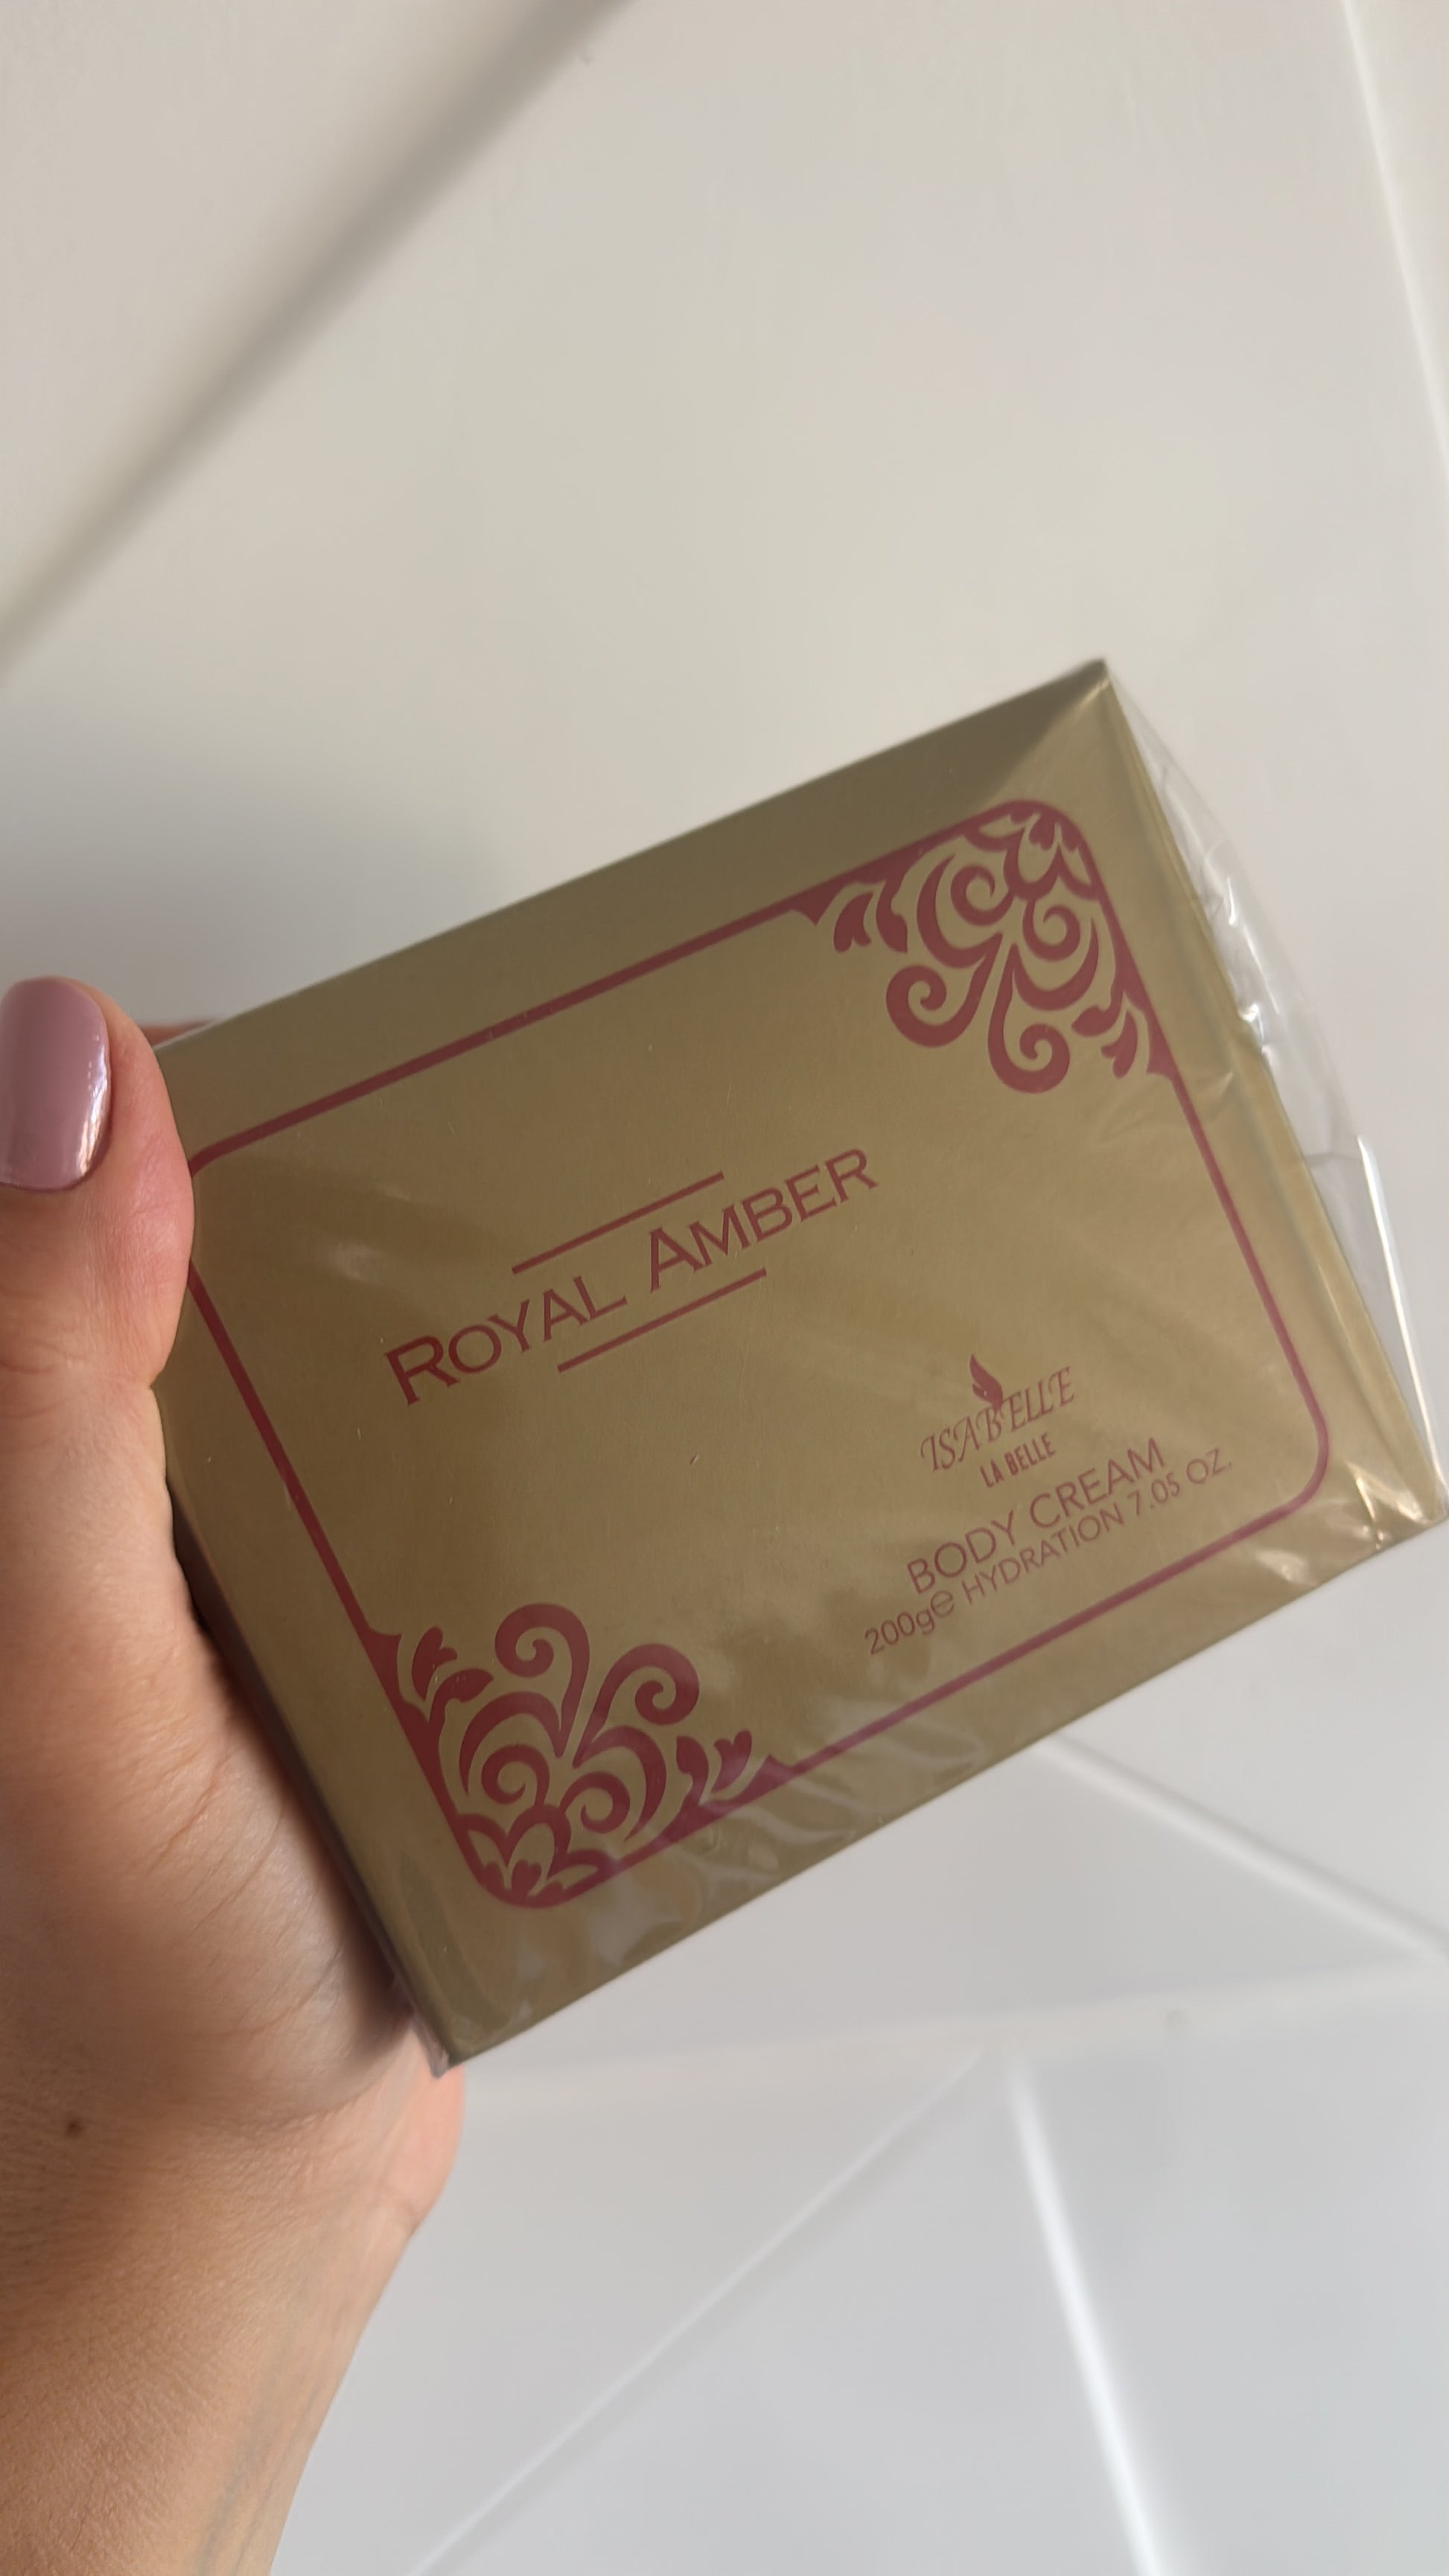 ROYAL AMBER
ISABELLE
LA BELLE
BODY CREAM
200g℮ HYDRATION 7.05 OZ.